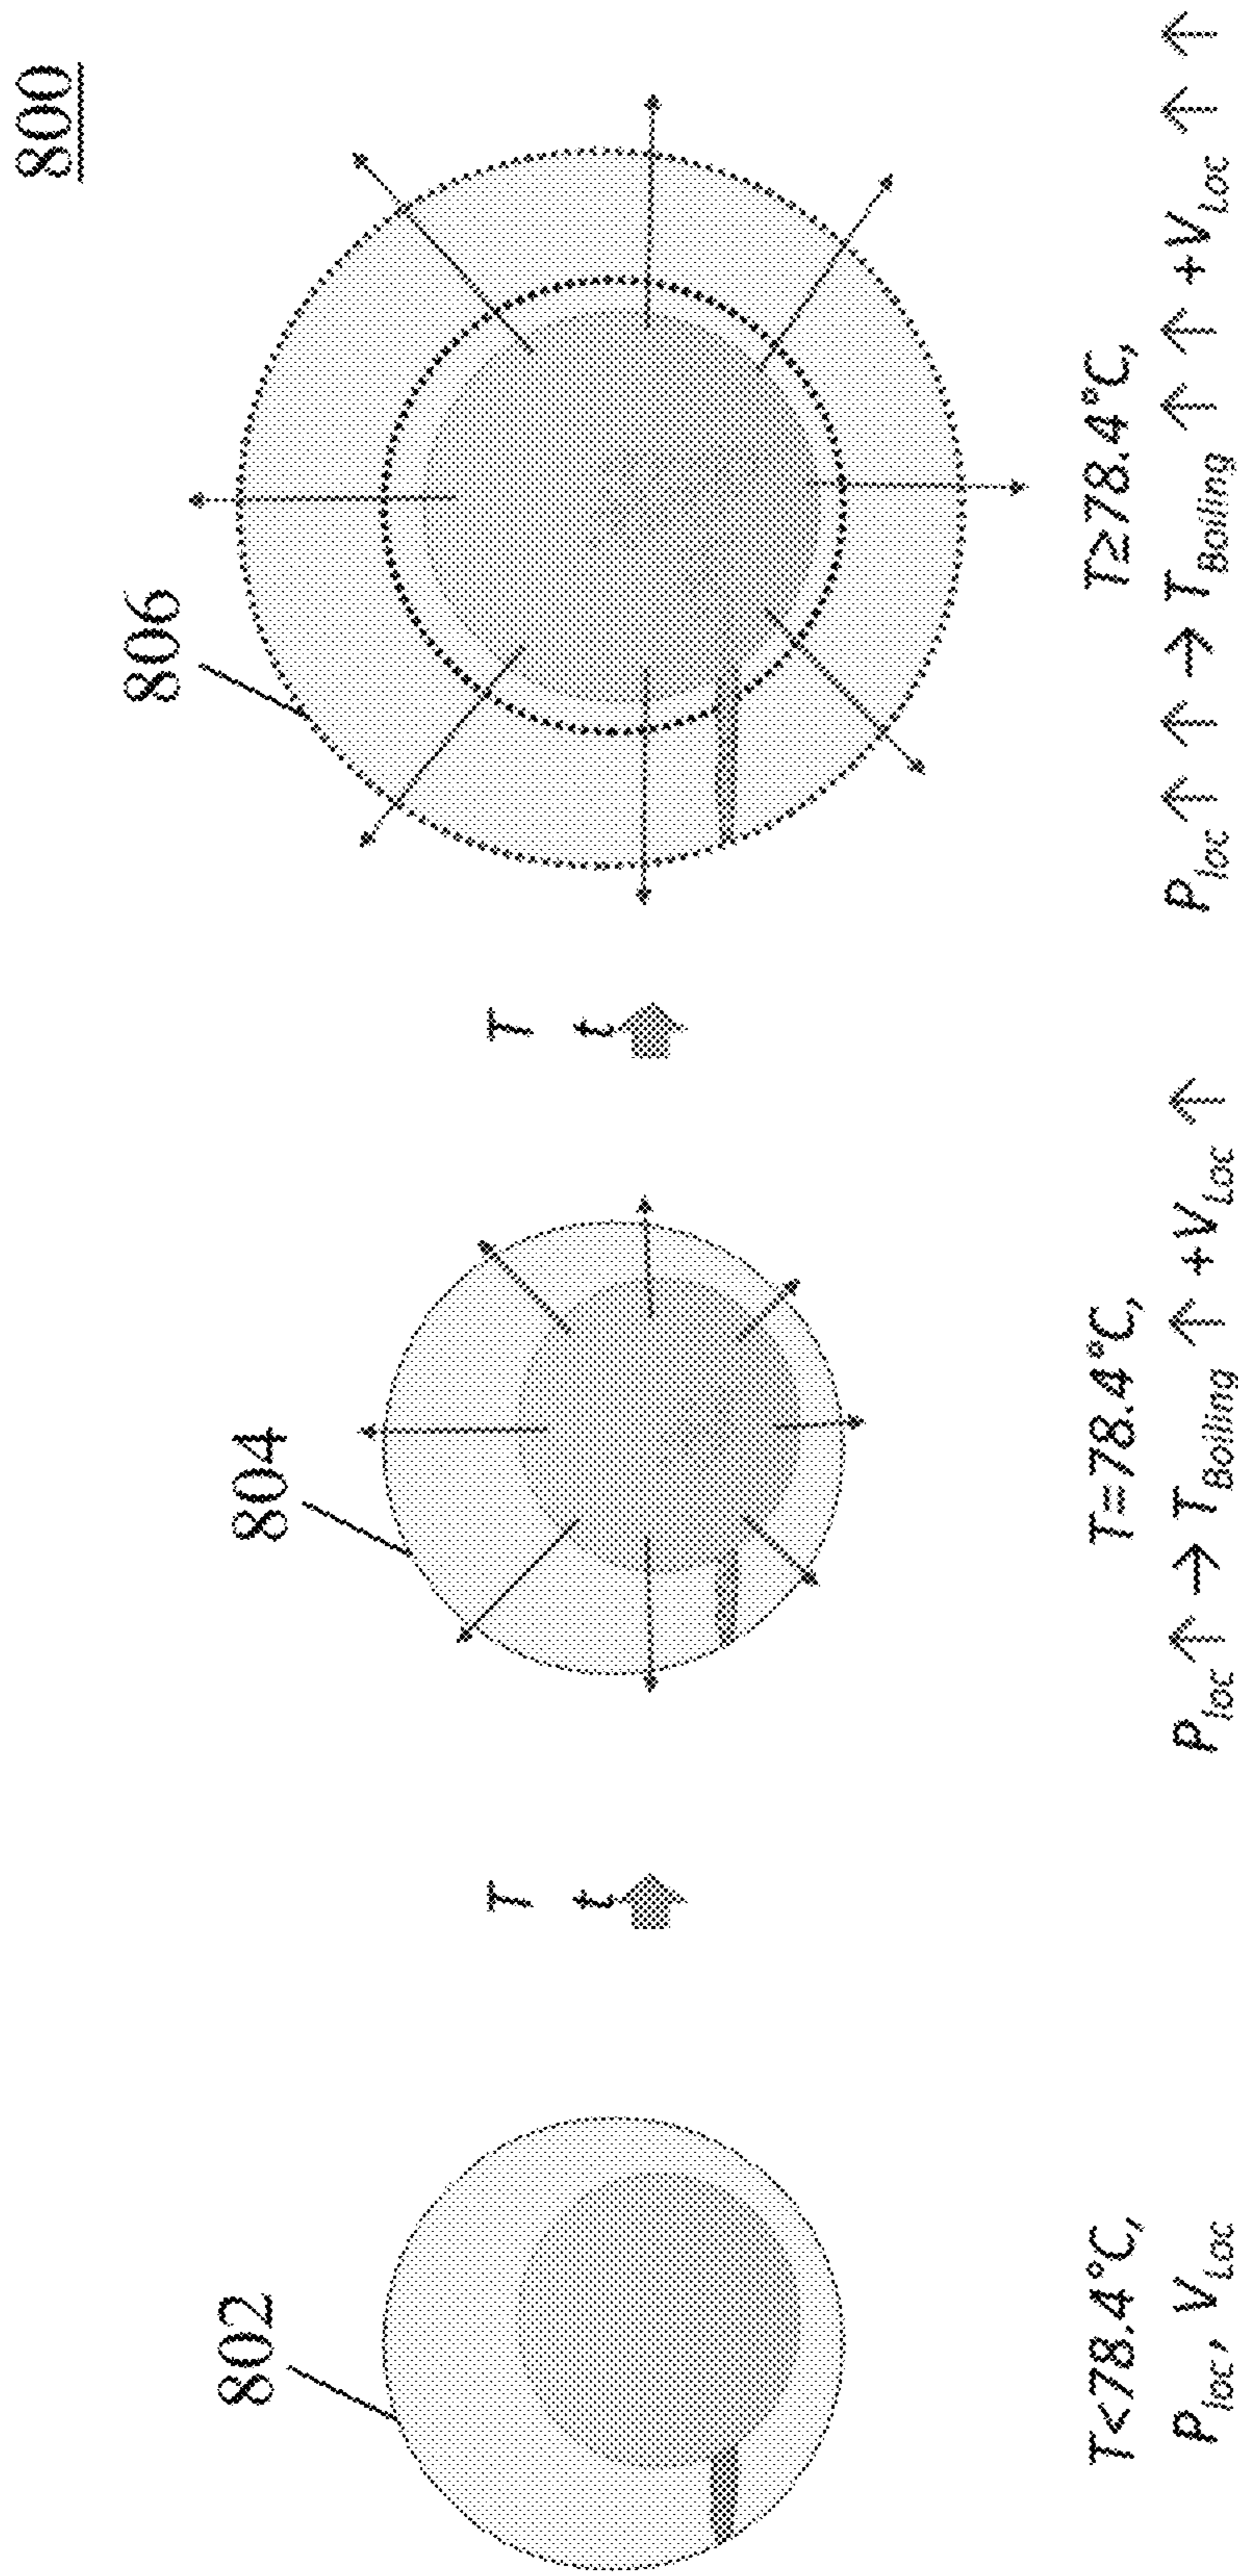 800
806
804
802
T t
T t
T<78.4°C,
P_loc, V_Loc
T=78.4°C,
P_loc ↑ → T_Boiling ↑ +V_Loc ↑
T≥78.4°C,
P_loc ↑ ↑ → T_Boiling ↑ ↑ +V_Loc ↑ ↑